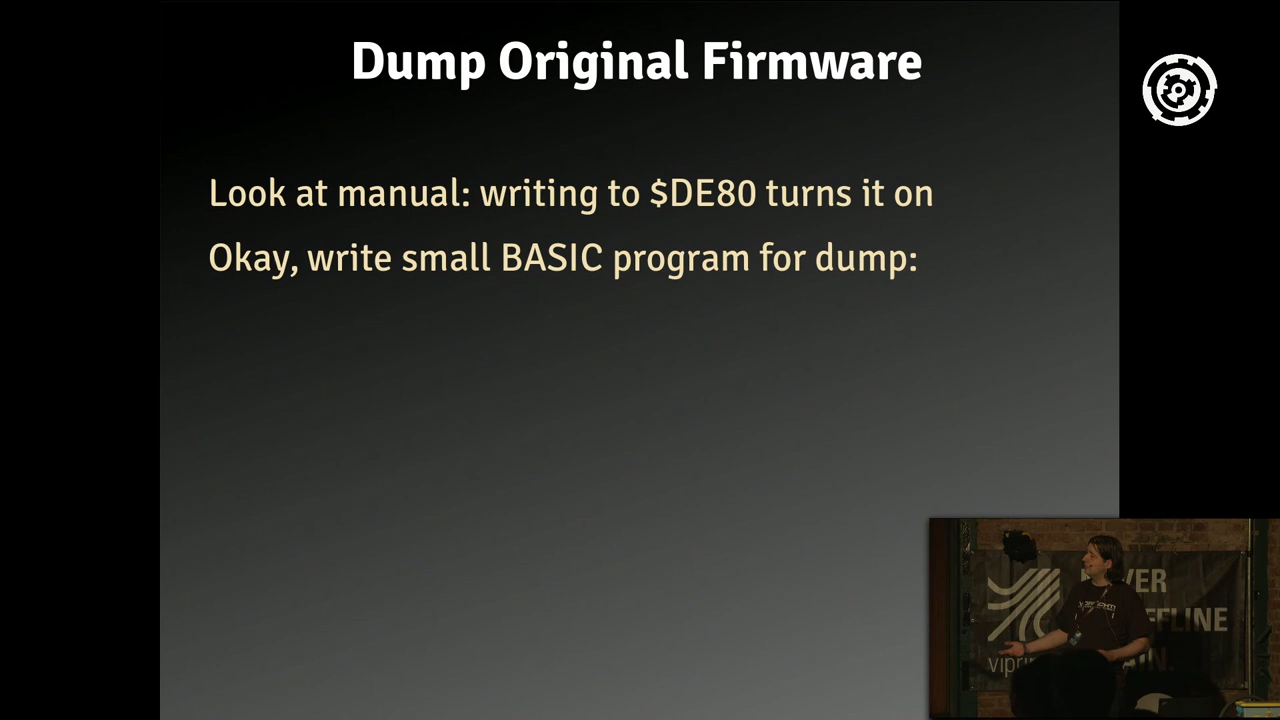 Dump Original Firmware
Look at manual: writing to $DE80 turns it on
Okay, write small BASIC program for dump: